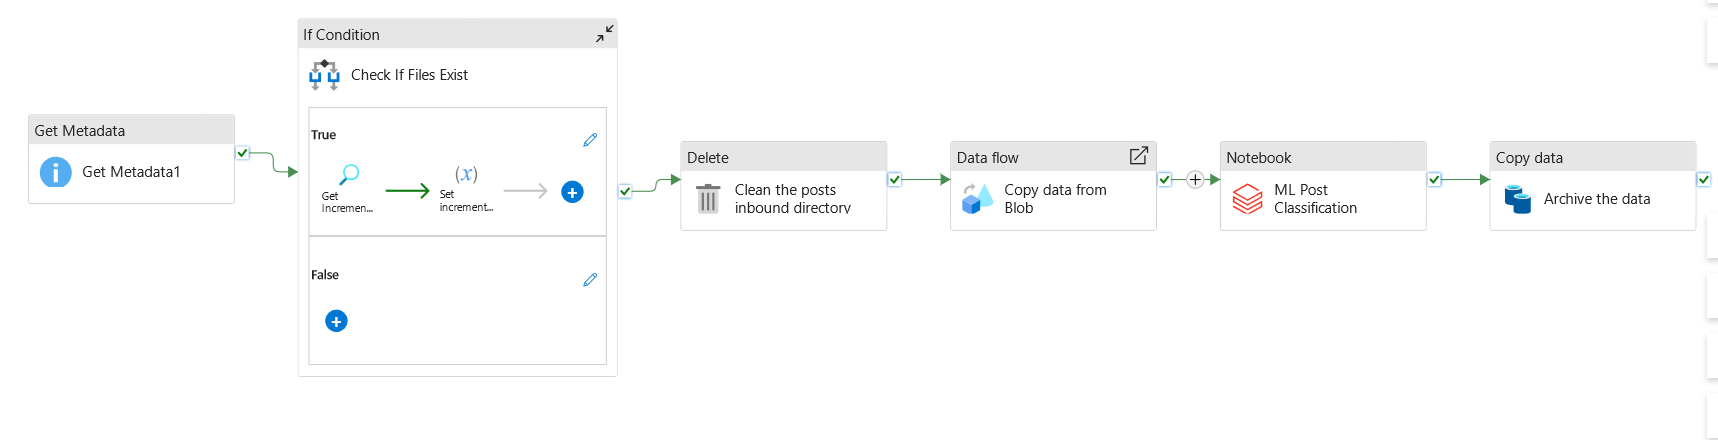 Get Metadata
Get Metadata1
If Condition
Check If Files Exist
True
Get
Incremen...
(x)
Set
increment...
False
Delete
Clean the posts
inbound directory
Data flow
Copy data from
Blob
Notebook
ML Post
Classification
Copy data
Archive the data